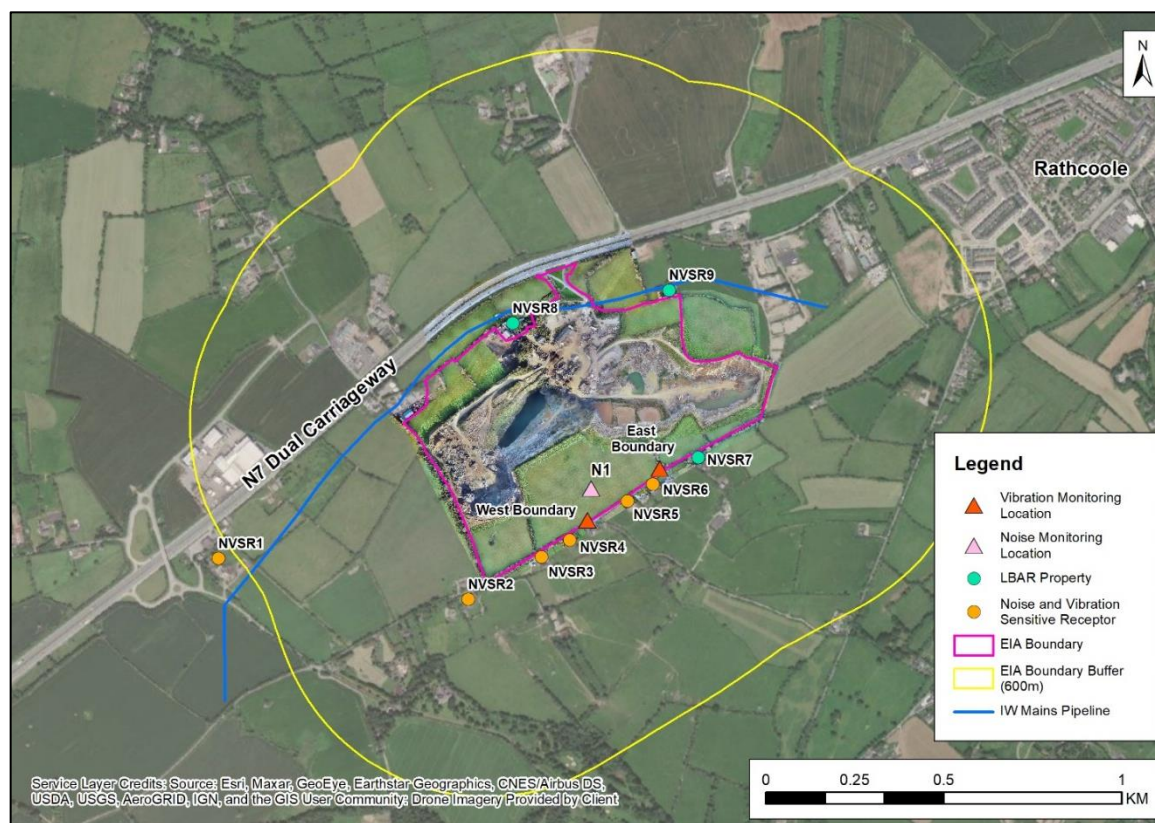 N
Rathcoole
NVSR9
NVSR8
N7 Dual Carriageway
East
Boundary
N1
NVSR7
NVSR6
West Boundary
NVSR5
NVSR4
NVSR1
NVSR3
NVSR2
Legend
Vibration Monitoring
Location
Noise Monitoring
Location
LBAR Property
Noise and Vibration
Sensitive Receptor
EIA Boundary
EIA Boundary Buffer
(600m)
IW Mains Pipeline
Service Layer Credits: Source: Esri, Maxar, GeoEye, Earthstar Geographics, CNES/Airbus DS,
USDA, USGS, AeroGRID, IGN, and the GIS User Community: Drone Imagery Provided by Client
0 0.25 0.5 1
KM